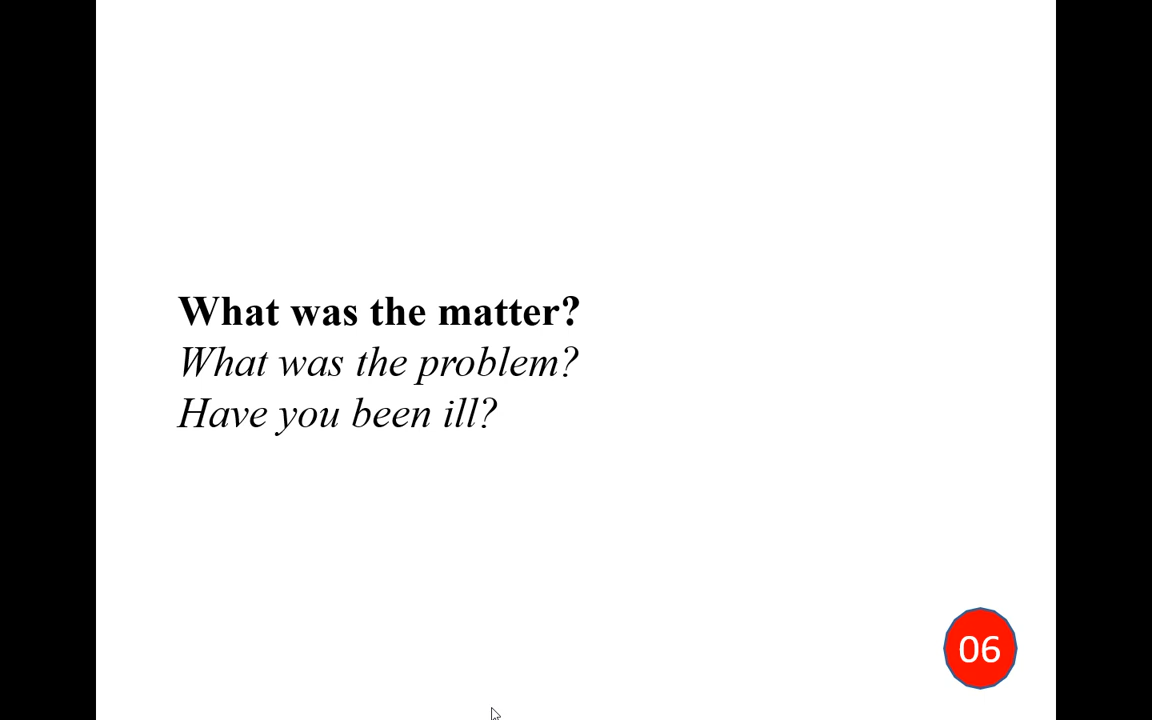 What was the matter?
What was the problem?
Have you been ill?
06